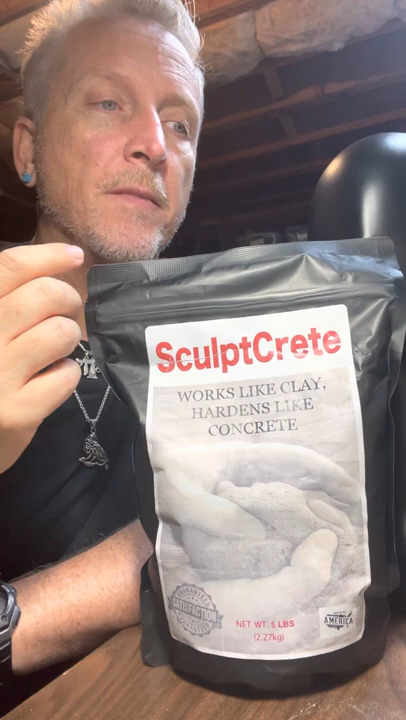 SculptCrete
WORKS LIKE CLAY,
HARDENS LIKE
CONCRETE
SATISFACTION
NET WT. 5 LBS
(2.27kg)
AMERICA